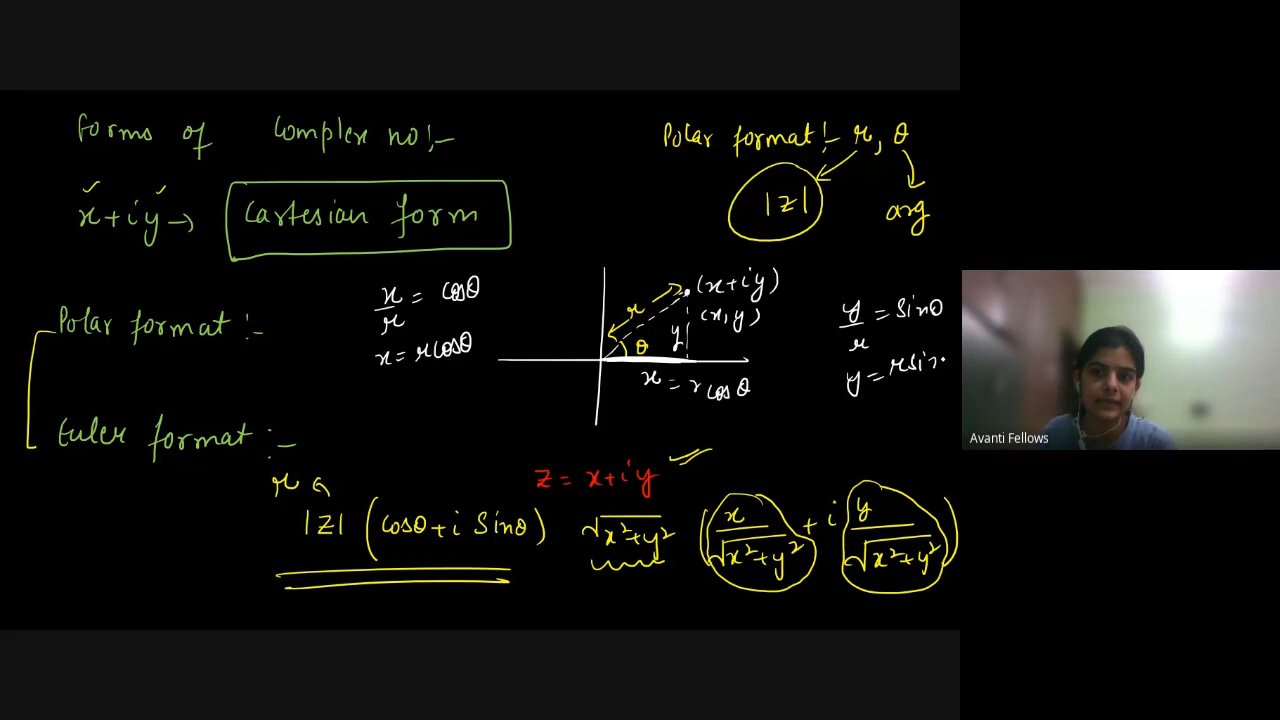 Forms of Complex no:-
x+iy → Cartesian form
Polar format:- r, θ
|z|
arg
Polar format:-
x/r = cosθ
x = rcosθ
r
θ
(x+iy)
(x,y)
y
x = r cosθ
y/r = sinθ
Euler format:-
z = x+iy
r
|z| (cosθ+i Sinθ) √x²+y² (x/√x²+y² + i y/√x²+y²)
Avanti Fellows